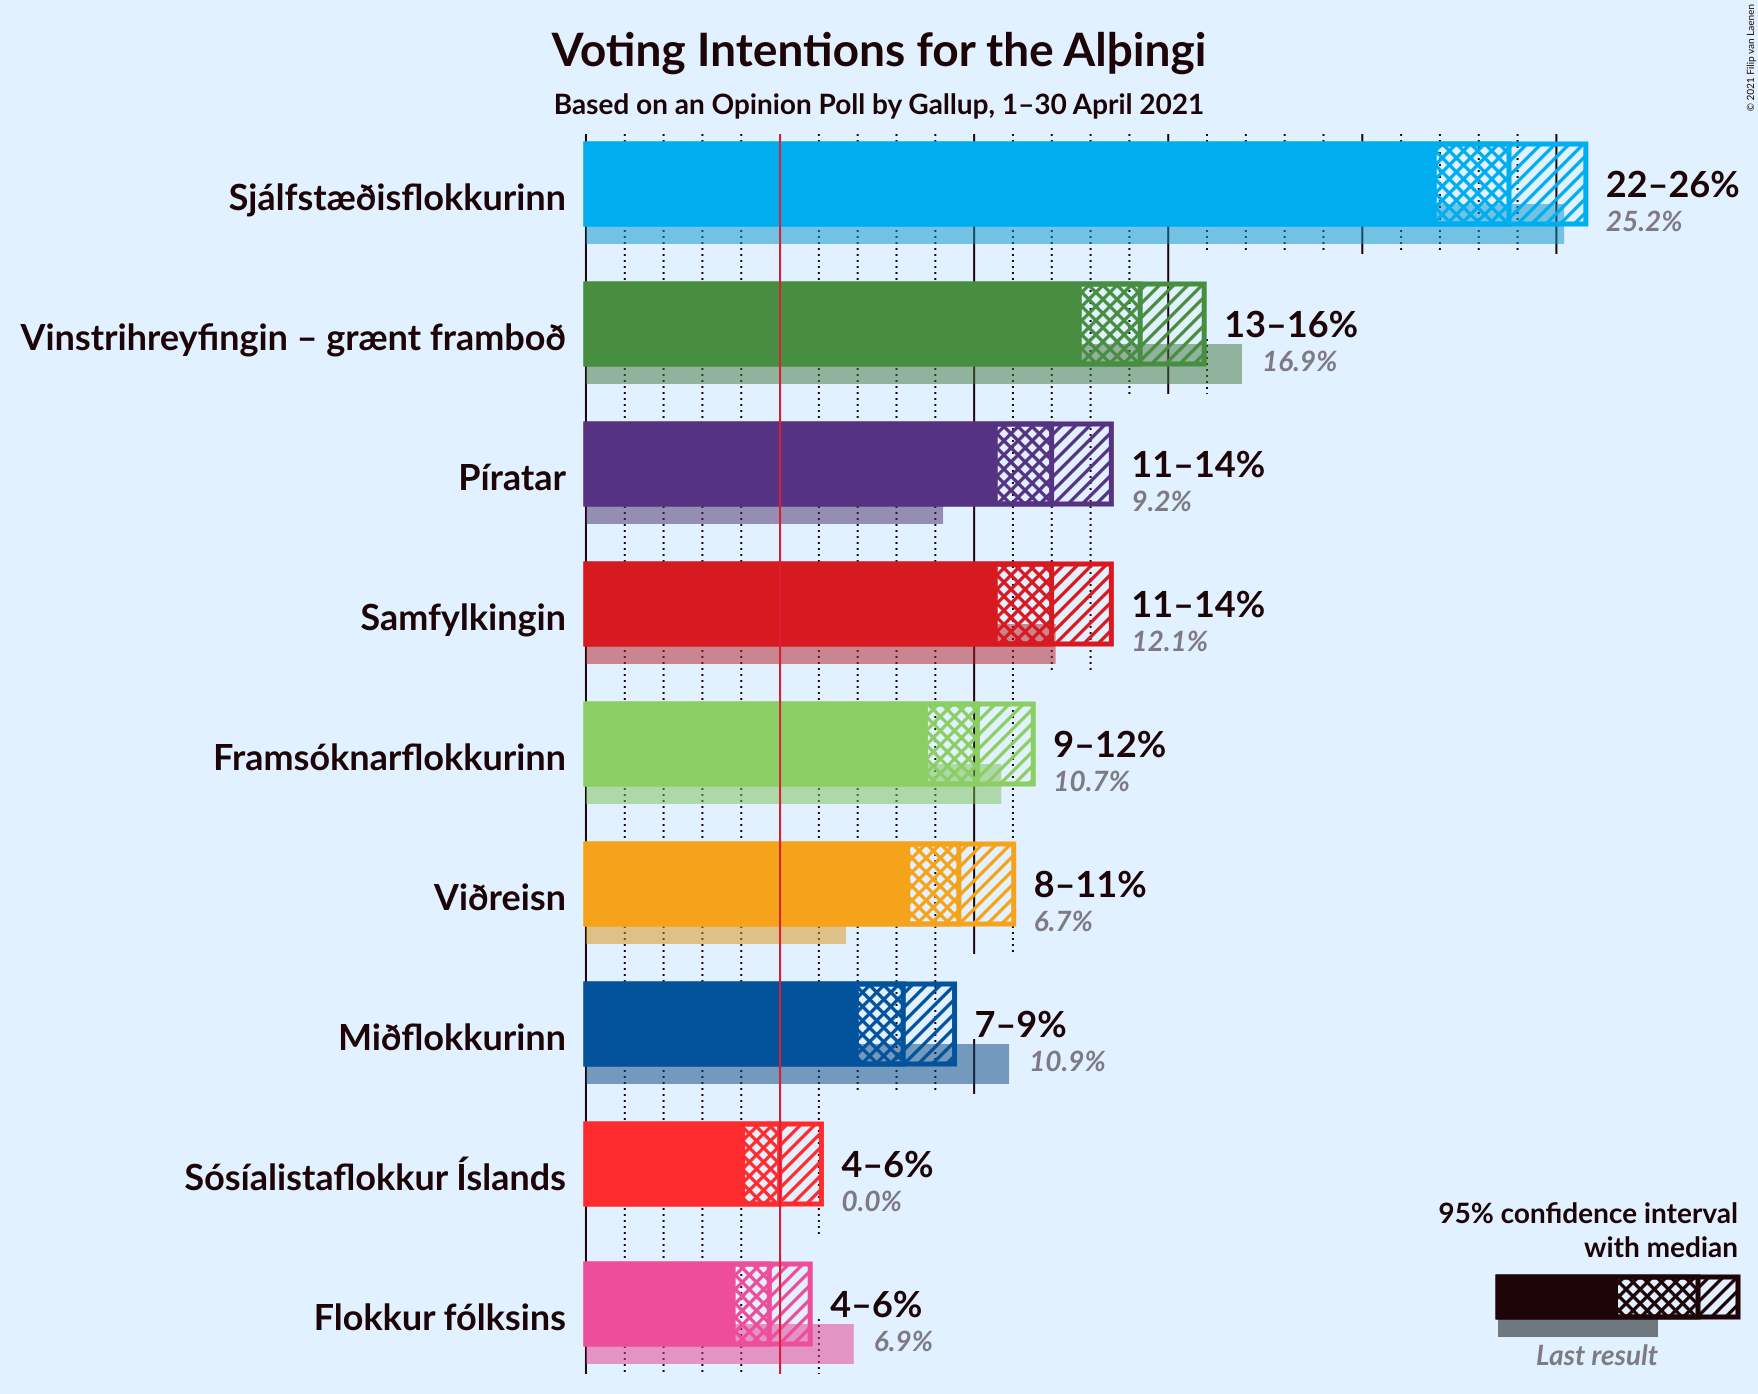 Voting Intentions for the Alþingi
Based on an Opinion Poll by Gallup, 1–30 April 2021
© 2021 Filip van Laenen
Sjálfstæðisflokkurinn
22–26%
25.2%
Vinstrihreyfingin – grænt framboð
13–16%
16.9%
Píratar
11–14%
9.2%
Samfylkingin
11–14%
12.1%
Framsóknarflokkurinn
9–12%
10.7%
Viðreisn
8–11%
6.7%
Miðflokkurinn
7–9%
10.9%
Sósíalistaflokkur Íslands
4–6%
0.0%
Flokkur fólksins
4–6%
6.9%
95% confidence interval
with median
Last result